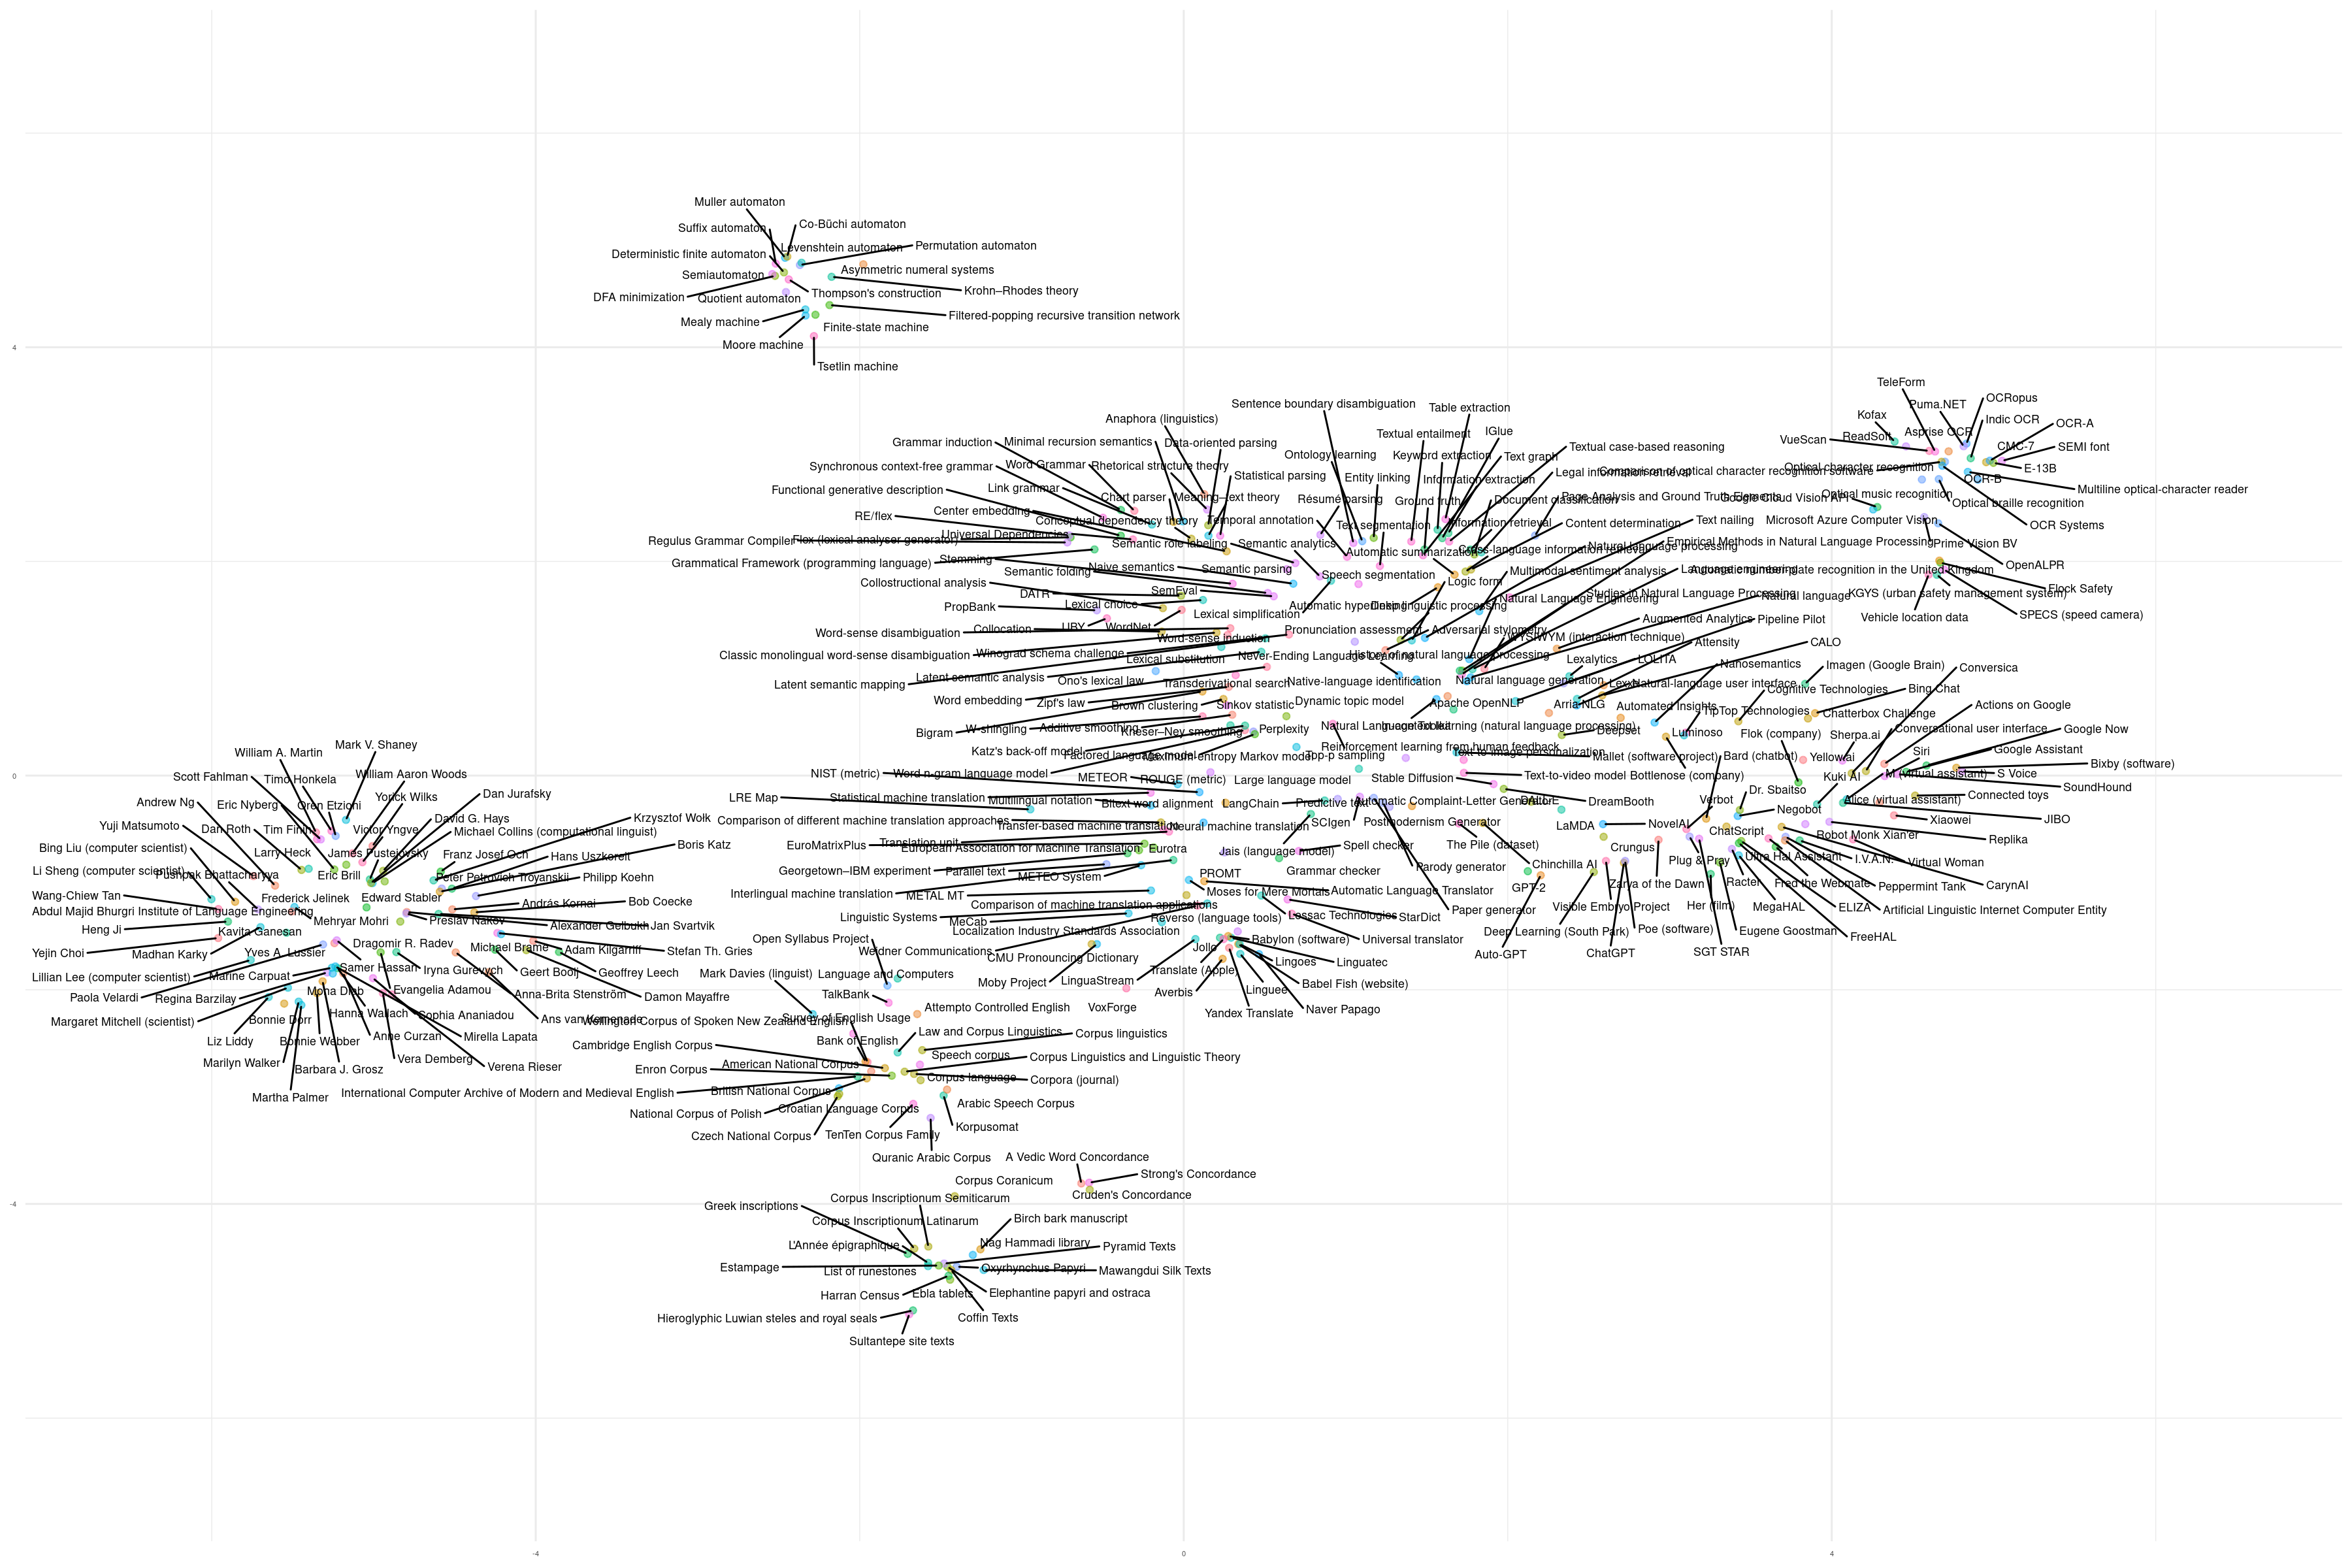 Muller automaton
Co-Büchi automaton
Suffix automaton
Levenshtein automaton
Permutation automaton
Deterministic finite automaton
Asymmetric numeral systems
Semiautomaton
Krohn–Rhodes theory
DFA minimization
Quotient automaton
Thompson's construction
Filtered-popping recursive transition network
Mealy machine
Finite-state machine
Moore machine
4
Tsetlin machine
TeleForm
Puma.NET
OCRopus
Kofax
Indic OCR
OCR-A
VueScan
ReadSoft
Asprise OCR
CMC-7
SEMI font
Optical character recognition
Comparison of optical character recognition software
E-13B
OCR-B
Multiline optical-character reader
Optical music recognition
Google Cloud Vision API
Optical braille recognition
Microsoft Azure Computer Vision
OCR Systems
Prime Vision BV
OpenALPR
Automatic number-plate recognition in the United Kingdom
Flock Safety
KGYS (urban safety management system)
SPECS (speed camera)
Vehicle location data
Sentence boundary disambiguation
Table extraction
Anaphora (linguistics)
Grammar induction
Minimal recursion semantics
Data-oriented parsing
Textual entailment
IGlue
Textual case-based reasoning
Ontology learning
Keyword extraction
Text graph
Synchronous context-free grammar
Word Grammar
Rhetorical structure theory
Statistical parsing
Entity linking
Information extraction
Legal information retrieval
Functional generative description
Link grammar
Chart parser
Meaning–text theory
Résumé parsing
Ground truth
Document classification
Page Analysis and Ground Truth Elements
Center embedding
RE/flex
Conceptual dependency theory
Temporal annotation
Text segmentation
Information retrieval
Content determination
Text nailing
Regulus Grammar Compiler
Flex (lexical analyser generator)
Universal Dependencies
Semantic role labeling
Semantic analytics
Automatic summarization
Cross-language information retrieval
Natural language processing
Empirical Methods in Natural Language Processing
Grammatical Framework (programming language)
Stemming
Semantic folding
Naive semantics
Semantic parsing
Speech segmentation
Logic form
Multimodal sentiment analysis
Language engineering
Collostructional analysis
DATR
SemEval
PropBank
Lexical choice
Lexical simplification
Automatic hyperlinking
Deep linguistic processing
Natural Language Engineering
Studies in Natural Language Processing
Natural language
UBY
WordNet
Word-sense disambiguation
Collocation
Word-sense induction
Pronunciation assessment
Adversarial stylometry
WYSIWYM (interaction technique)
Augmented Analytics
Pipeline Pilot
Classic monolingual word-sense disambiguation
Winograd schema challenge
Lexical substitution
Never-Ending Language Learning
History of natural language processing
Lexalytics
LOLITA
Attensity
CALO
Latent semantic mapping
Latent semantic analysis
Ono's lexical law
Transderivational search
Native-language identification
Natural language generation
Lexxe
Natural-language user interface
Nanosemantics
Imagen (Google Brain)
Conversica
Word embedding
Zipf's law
Brown clustering
Sinkov statistic
Dynamic topic model
Apache OpenNLP
Arria NLG
Automated Insights
Cognitive Technologies
TipTop Technologies
Bing Chat
Chatterbox Challenge
Actions on Google
Bigram
W-shingling
Additive smoothing
Kneser–Ney smoothing
Perplexity
Natural Language Toolkit
Imageability
Deepset
Luminoso
Flok (company)
Sherpa.ai
Conversational user interface
Google Now
Katz's back-off model
Factored language model
Maximum-entropy Markov model
Top-p sampling
Reinforcement learning from human feedback
Text-to-image personalization
Mallet (software project)
Bard (chatbot)
Yellow.ai
Siri
Google Assistant
Bixby (software)
NIST (metric)
Word n-gram language model
METEOR
ROUGE (metric)
Large language model
Stable Diffusion
Text-to-video model
Bottlenose (company)
Kuki AI
M (virtual assistant)
S Voice
SoundHound
LRE Map
Statistical machine translation
Multilingual notation
Bitext word alignment
LangChain
Predictive text
Automatic Complaint-Letter Generator
DALL-E
DreamBooth
Verbot
Dr. Sbaitso
Negobot
Alice (virtual assistant)
Connected toys
JIBO
Comparison of different machine translation approaches
Transfer-based machine translation
Neural machine translation
SCIgen
Postmodernism Generator
LaMDA
NovelAI
ChatScript
Robot Monk Xian'er
Xiaowei
Replika
EuroMatrixPlus
Translation unit
European Association for Machine Translation
Eurotra
Jais (language model)
Spell checker
The Pile (dataset)
Crungus
Plug & Pray
Ultra Hal Assistant
I.V.A.N.
Virtual Woman
Georgetown–IBM experiment
Parallel text
METEO System
Grammar checker
Parody generator
Chinchilla AI
Zarya of the Dawn
Racter
Fred the Webmate
Peppermint Tank
CarynAI
Interlingual machine translation
METAL MT
PROMT
Moses for Mere Mortals
Automatic Language Translator
GPT-2
Visible Embryo Project
Her (film)
MegaHAL
ELIZA
Artificial Linguistic Internet Computer Entity
Comparison of machine translation applications
Paper generator
Linguistic Systems
MeCab
Reverso (language tools)
Lossac Technologies
StarDict
Deep Learning (South Park)
Poe (software)
Eugene Goostman
FreeHAL
Localization Industry Standards Association
Babylon (software)
Universal translator
Auto-GPT
ChatGPT
SGT STAR
Open Syllabus Project
Weidner Communications
CMU Pronouncing Dictionary
Jollo
Lingoes
Linguatec
Translate (Apple)
Mark Davies (linguist)
Language and Computers
Moby Project
LinguaStream
Averbis
Linguee
Babel Fish (website)
TalkBank
Attempto Controlled English
VoxForge
Yandex Translate
Naver Papago
0
William A. Martin
Mark V. Shaney
Scott Fahlman
Timo Honkela
William Aaron Woods
Andrew Ng
Eric Nyberg
Oren Etzioni
Yorick Wilks
Dan Jurafsky
Yuji Matsumoto
Dan Roth
Tim Finin
Victor Yngve
David G. Hays
Krzysztof Wołk
Michael Collins (computational linguist)
Bing Liu (computer scientist)
Larry Heck
James Pustejovsky
Franz Josef Och
Hans Uszkoreit
Boris Katz
Li Sheng (computer scientist)
Pushpak Bhattacharyya
Eric Brill
Peter Petrovich Troyanskii
Philipp Koehn
Wang-Chiew Tan
Frederick Jelinek
Edward Stabler
András Kornai
Bob Coecke
Abdul Majid Bhurgri Institute of Language Engineering
Mehryar Mohri
Preslav Nakov
Alexander Gelbukh
Jan Svartvik
Heng Ji
Kavita Ganesan
Yejin Choi
Madhan Karky
Yves A. Lussier
Dragomir R. Radev
Michael Brame
Adam Kilgarriff
Stefan Th. Gries
Lillian Lee (computer scientist)
Marine Carpuat
Samer Hassan
Iryna Gurevych
Geert Booij
Geoffrey Leech
Paola Velardi
Regina Barzilay
Mona Diab
Evangelia Adamou
Anna-Brita Stenström
Damon Mayaffre
Margaret Mitchell (scientist)
Bonnie Dorr
Hanna Wallach
Sophia Ananiadou
Ans van Kemenade
Liz Liddy
Bonnie Webber
Anne Curzan
Mirella Lapata
Marilyn Walker
Barbara J. Grosz
Vera Demberg
Verena Rieser
Martha Palmer
Wellington Corpus of Spoken New Zealand English
Survey of English Usage
Law and Corpus Linguistics
Corpus linguistics
Cambridge English Corpus
Bank of English
Speech corpus
Corpus Linguistics and Linguistic Theory
Enron Corpus
American National Corpus
Corpus language
Corpora (journal)
International Computer Archive of Modern and Medieval English
British National Corpus
National Corpus of Polish
Croatian Language Corpus
Arabic Speech Corpus
Czech National Corpus
TenTen Corpus Family
Korpusomat
Quranic Arabic Corpus
A Vedic Word Concordance
Strong's Concordance
Corpus Coranicum
Cruden's Concordance
-4
Corpus Inscriptionum Semiticarum
Greek inscriptions
Corpus Inscriptionum Latinarum
Birch bark manuscript
L'Année épigraphique
Nag Hammadi library
Pyramid Texts
Estampage
List of runestones
Oxyrhynchus Papyri
Mawangdui Silk Texts
Harran Census
Ebla tablets
Elephantine papyri and ostraca
Hieroglyphic Luwian steles and royal seals
Coffin Texts
Sultantepe site texts
-4
0
4